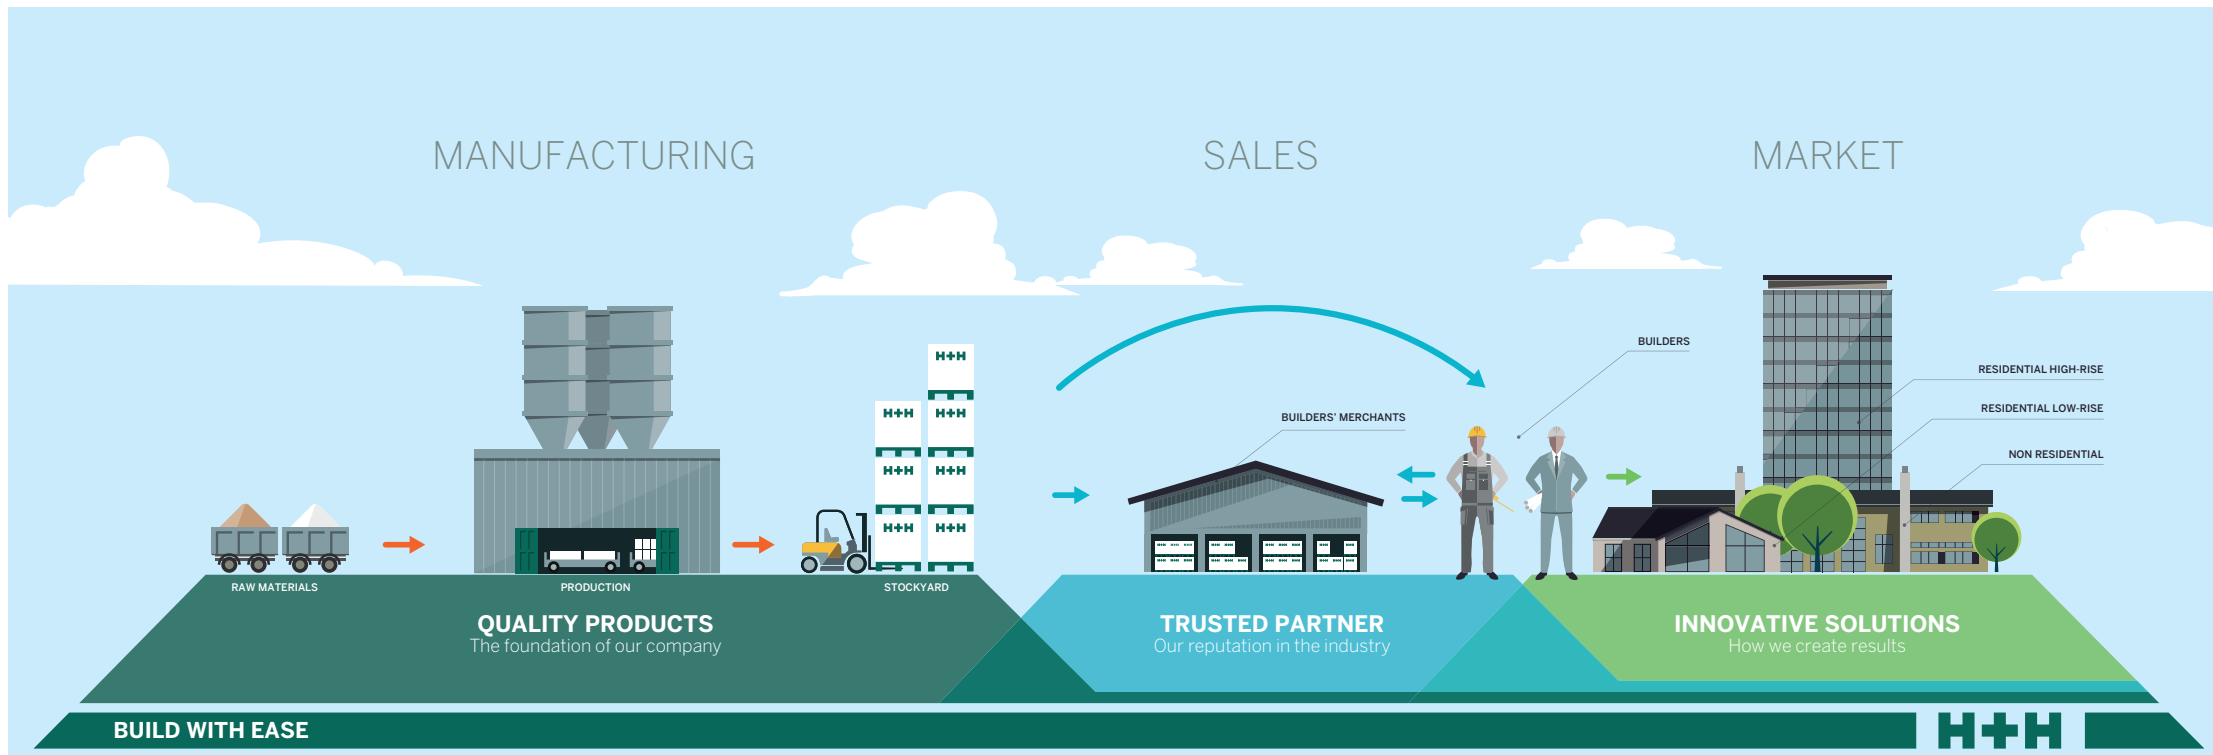 MANUFACTURING
SALES
MARKET
BUILDERS
RESIDENTIAL HIGH-RISE
RESIDENTIAL LOW-RISE
NON RESIDENTIAL
BUILDERS' MERCHANTS
H+H
H+H
H+H
H+H
H+H
H+H
H+H
RAW MATERIALS
PRODUCTION
STOCKYARD
QUALITY PRODUCTS
The foundation of our company
TRUSTED PARTNER
Our reputation in the industry
INNOVATIVE SOLUTIONS
How we create results
BUILD WITH EASE
H+H